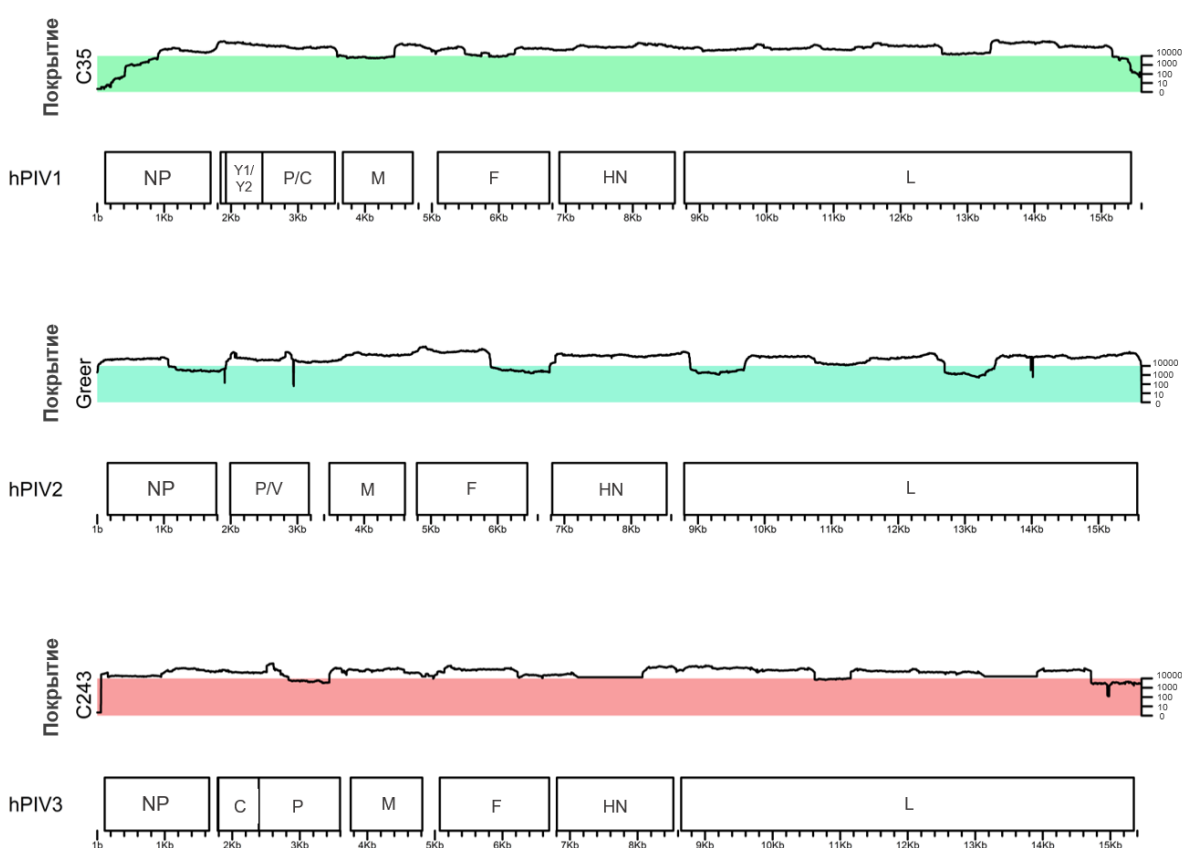 Покрытие
C35
10000
1000
100
10
0
hPIV1
NP
Y1/
Y2
P/C
M
F
HN
L
1b 1Kb 2Kb 3Kb 4Kb 5Kb 6Kb 7Kb 8Kb 9Kb 10Kb 11Kb 12Kb 13Kb 14Kb 15Kb
Покрытие
Greer
10000
1000
100
10
0
hPIV2
NP
P/V
M
F
HN
L
1b 1Kb 2Kb 3Kb 4Kb 5Kb 6Kb 7Kb 8Kb 9Kb 10Kb 11Kb 12Kb 13Kb 14Kb 15Kb
Покрытие
C243
10000
1000
100
10
0
hPIV3
NP
C
P
M
F
HN
L
1b 1Kb 2Kb 3Kb 4Kb 5Kb 6Kb 7Kb 8Kb 9Kb 10Kb 11Kb 12Kb 13Kb 14Kb 15Kb